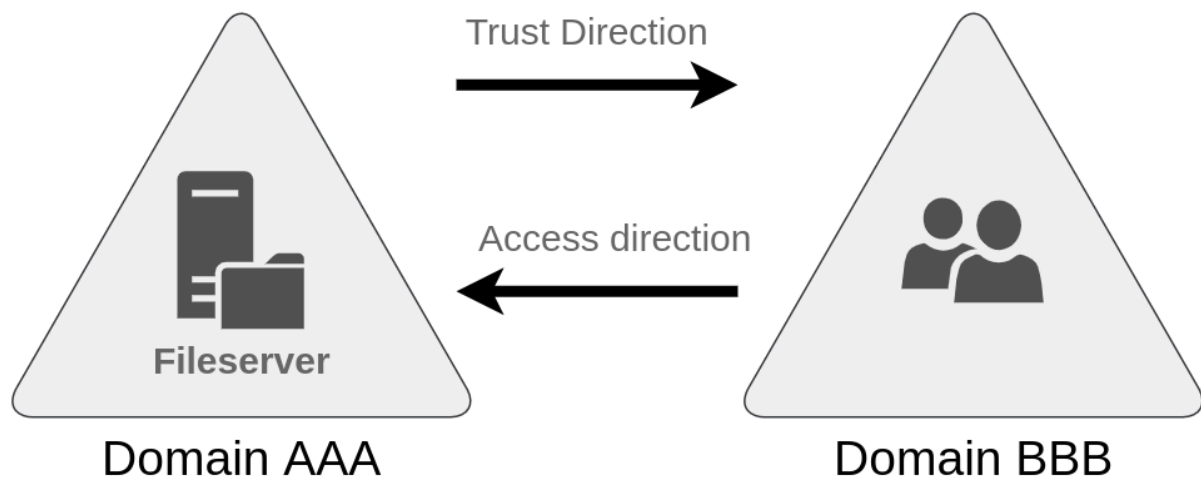 Trust Direction
Access direction
Fileserver
Domain AAA
Domain BBB